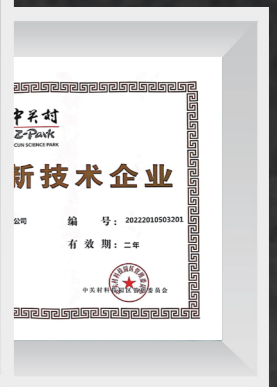 中关村
Z-Park
CUN SCIENCE PARK
新技术企业
公司
编 号：20222010503201
有效期：二年
中关村科技园区管理委员会